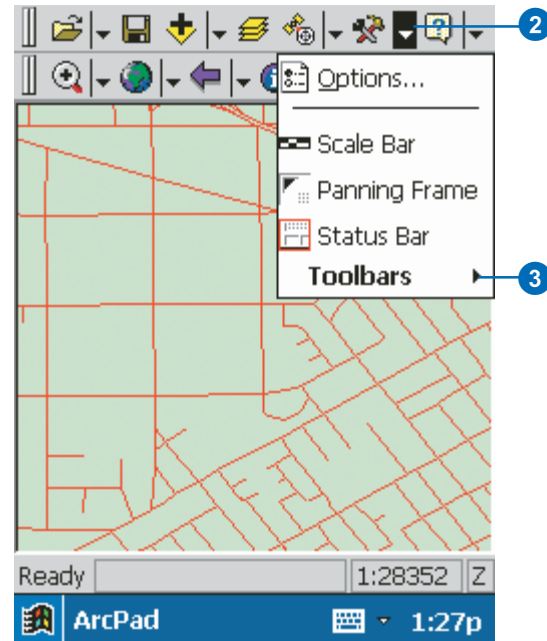 2
Options...
Scale Bar
Panning Frame
Status Bar
Toolbars
3
Ready
1:28352
Z
ArcPad
1:27p